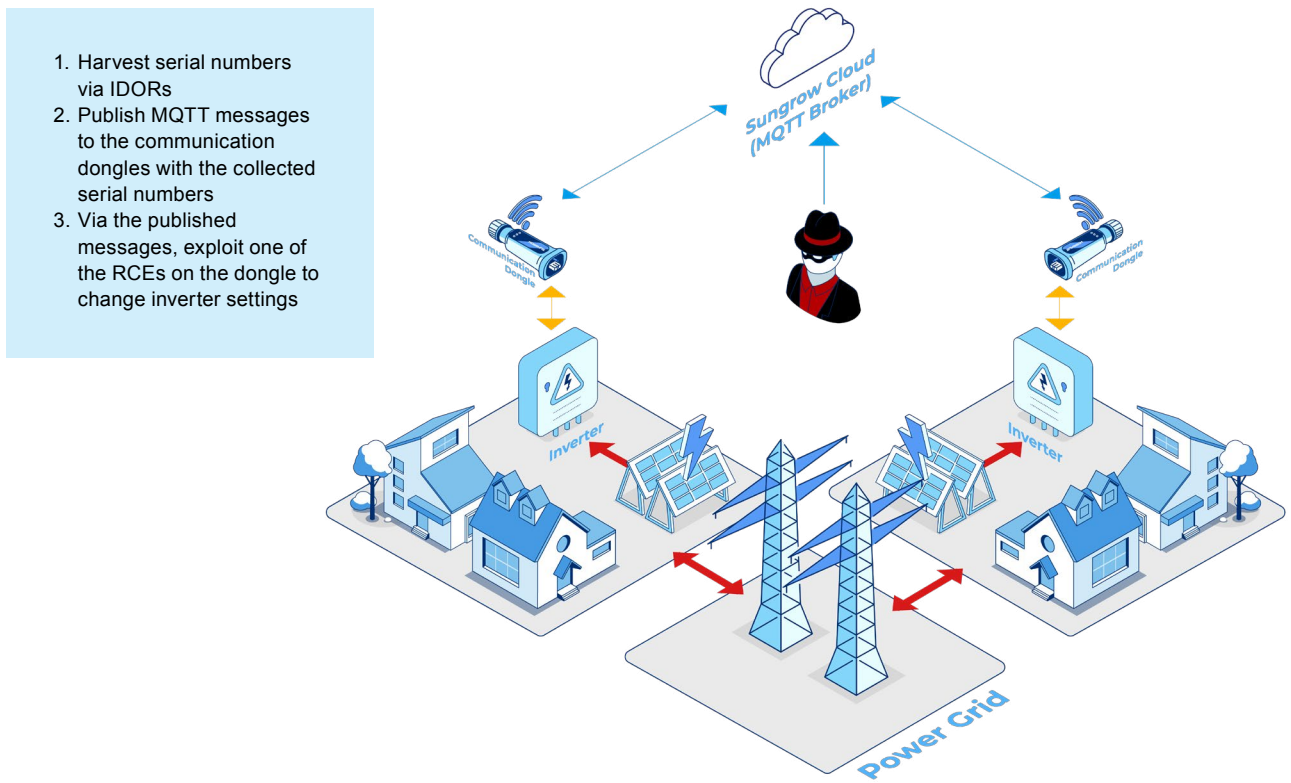 1. Harvest serial numbers
via IDORs
2. Publish MQTT messages
to the communication
dongles with the collected
serial numbers
3. Via the published
messages, exploit one of
the RCEs on the dongle to
change inverter settings
Sungrow Cloud
(MQTT Broker)
Communication
Dongle
Communication
Dongle
Inverter
Inverter
Power Grid